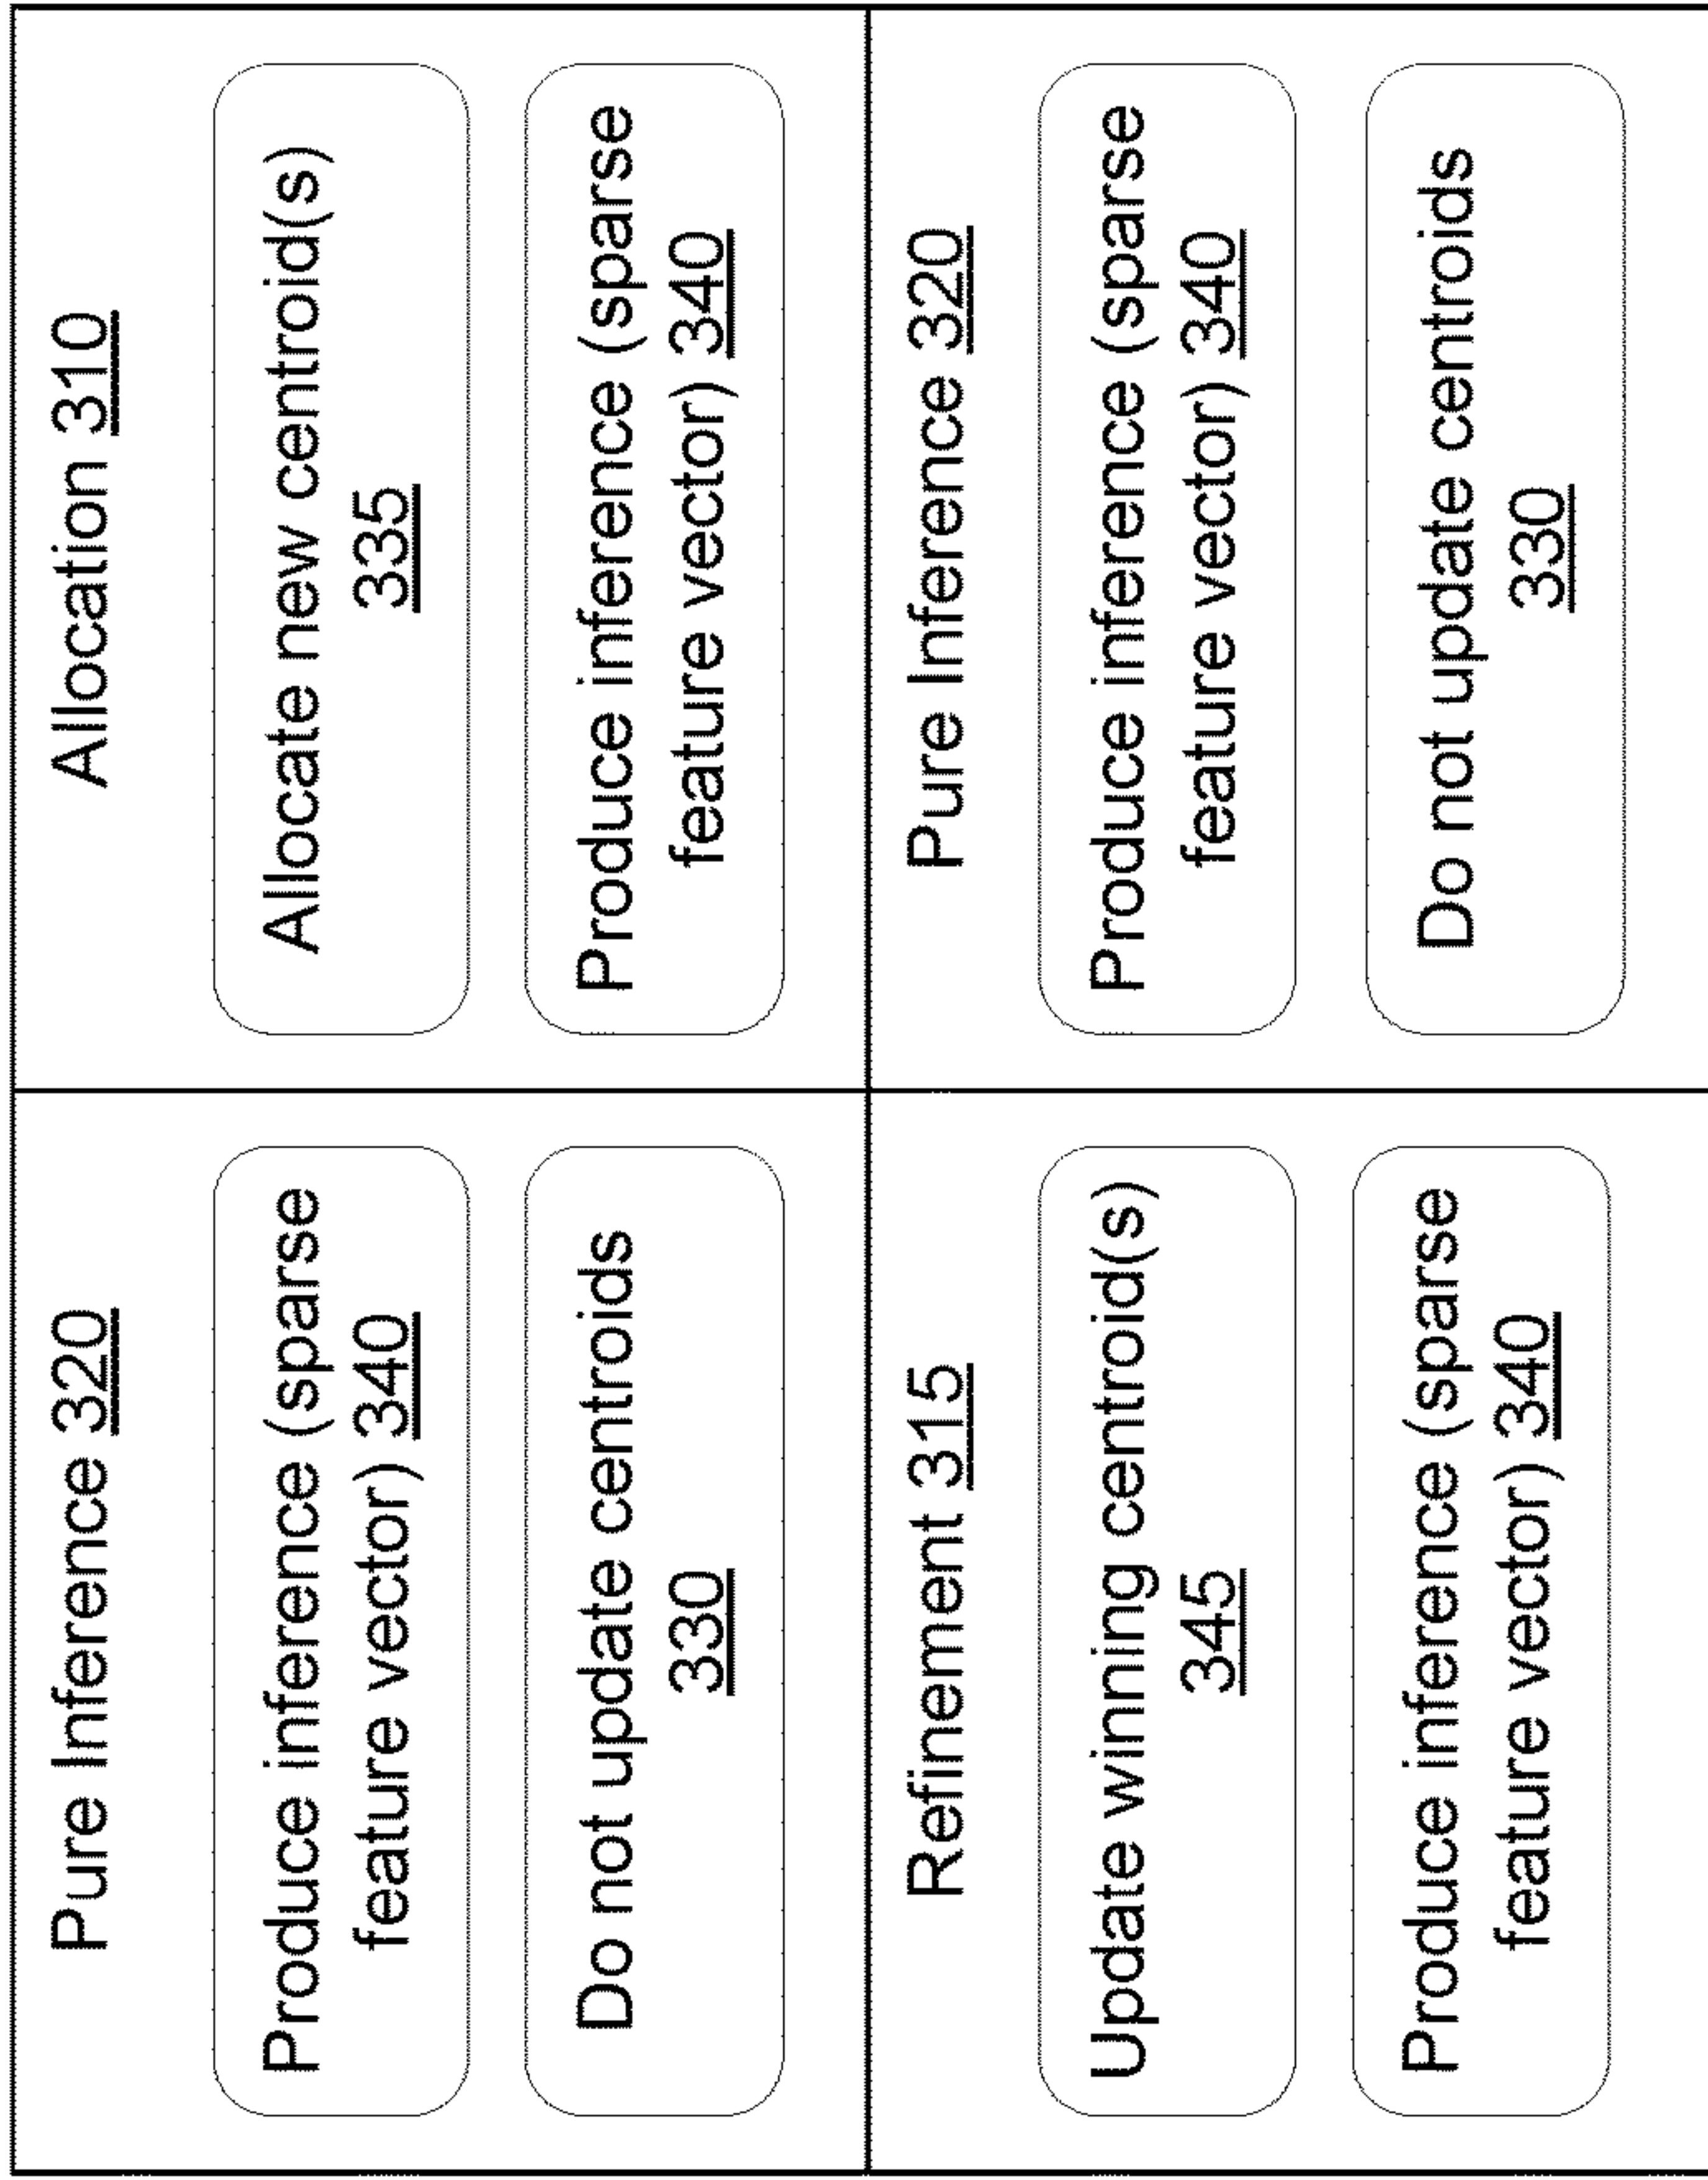 Pure Inference 320
Produce inference (sparse
feature vector) 340
Do not update centroids
330
Allocation 310
Allocate new centroid(s)
335
Produce inference (sparse
feature vector) 340
Refinement 315
Update winning centroid(s)
345
Produce inference (sparse
feature vector) 340
Pure Inference 320
Produce inference (sparse
feature vector) 340
Do not update centroids
330